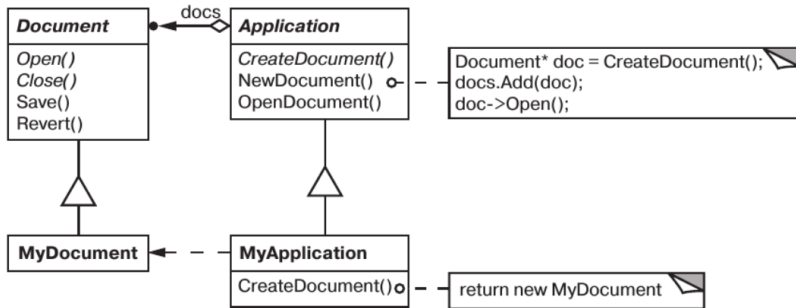 docs
Document
Open()
Close()
Save()
Revert()
Application
CreateDocument()
NewDocument()
OpenDocument()
Document* doc = CreateDocument();
docs.Add(doc);
doc->Open();
MyDocument
MyApplication
CreateDocument()
return new MyDocument